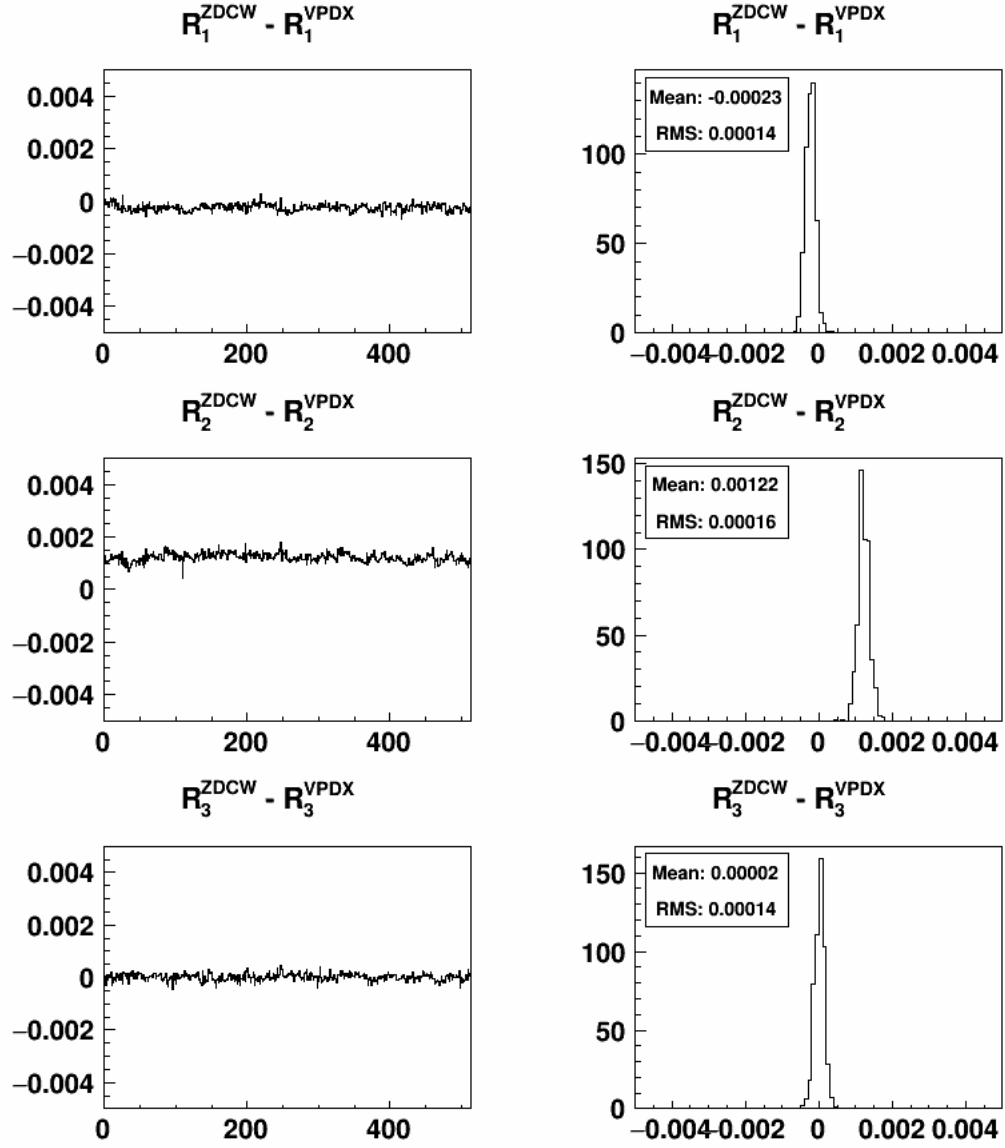 R₁^ZDCW - R₁^VPDX
0.004
0.002
0
−0.002
−0.004
0 200 400
R₁^ZDCW - R₁^VPDX
Mean: -0.00023
RMS: 0.00014
100
50
0
−0.004 −0.002 0 0.002 0.004
R₂^ZDCW - R₂^VPDX
0.004
0.002
0
−0.002
−0.004
0 200 400
R₂^ZDCW - R₂^VPDX
Mean: 0.00122
RMS: 0.00016
150
100
50
0
−0.004 −0.002 0 0.002 0.004
R₃^ZDCW - R₃^VPDX
0.004
0.002
0
−0.002
−0.004
0 200 400
R₃^ZDCW - R₃^VPDX
Mean: 0.00002
RMS: 0.00014
150
100
50
0
−0.004 −0.002 0 0.002 0.004